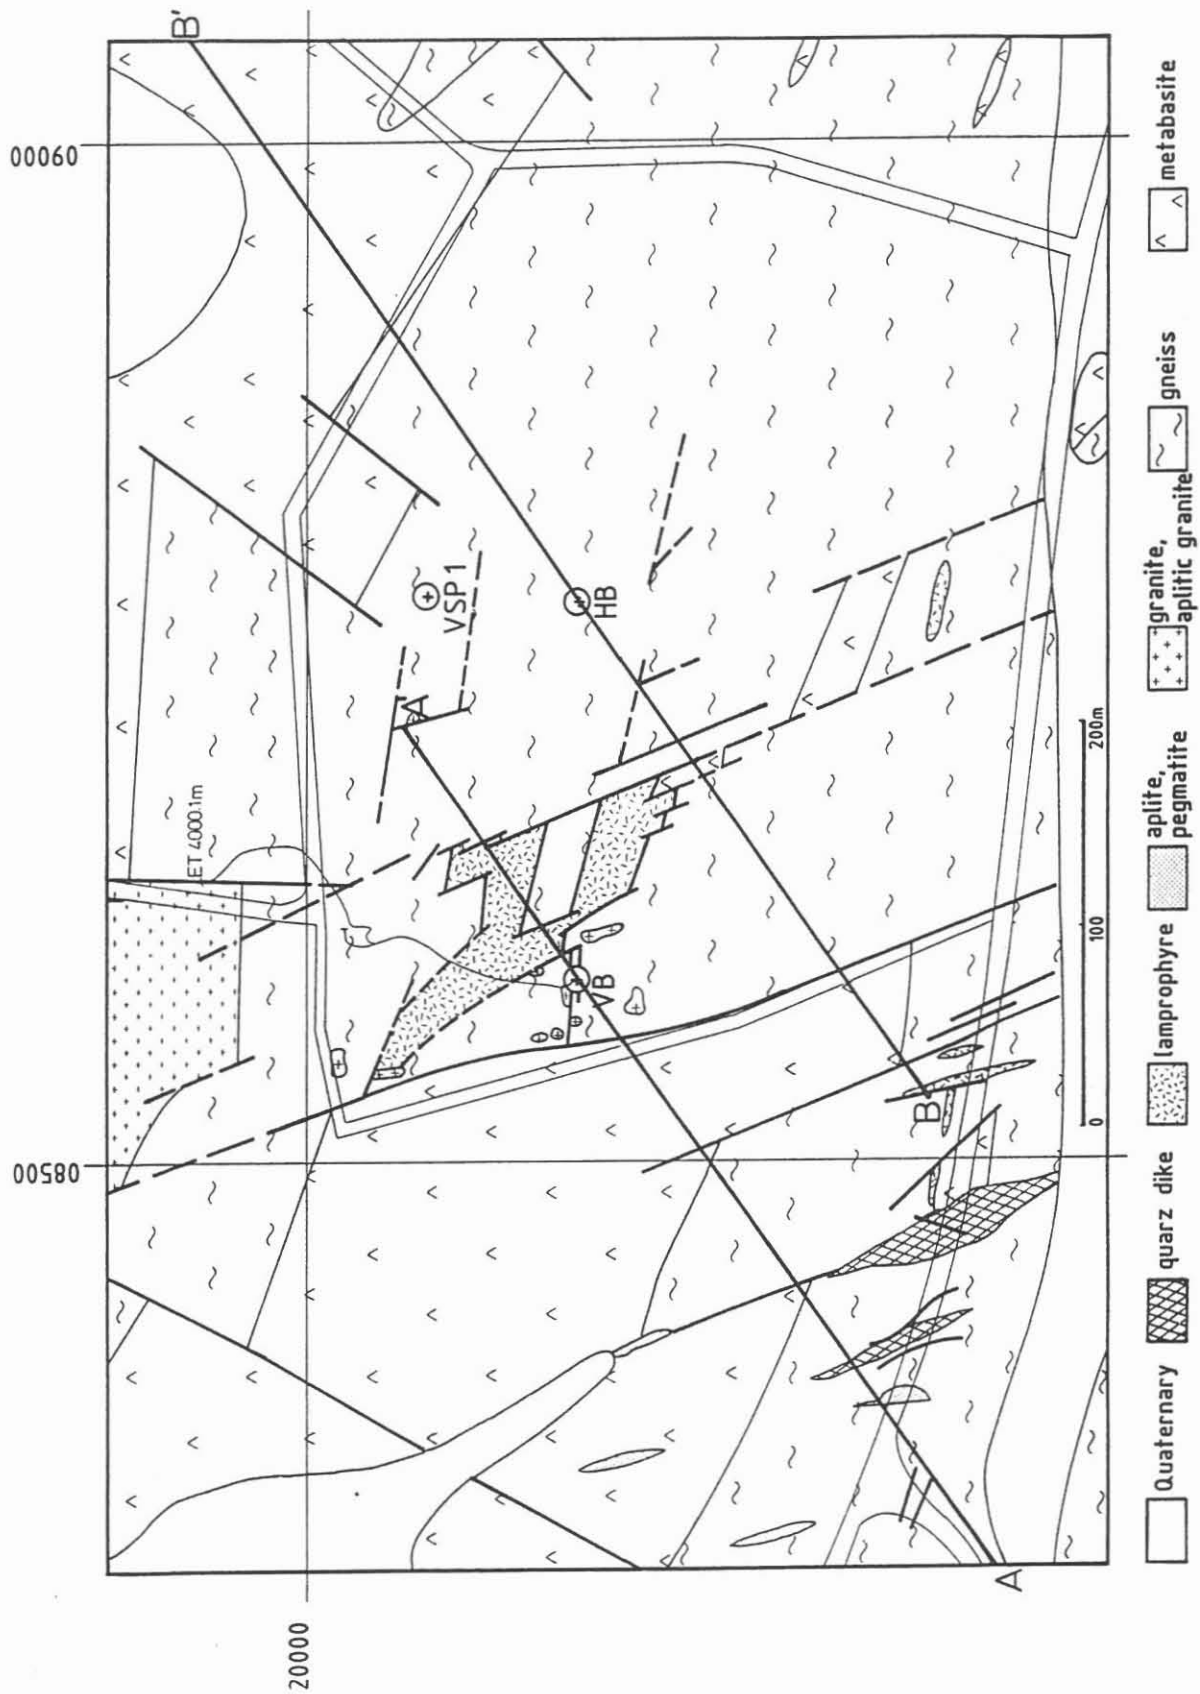 09000
08500
20000
B'
ET 4000.1m
VSP1
A'
HB
VB
B
A
0 100 200m
Quaternary
quarz dike
lamprophyre
aplite,
pegmatite
granite,
aplitic granite
gneiss
metabasite